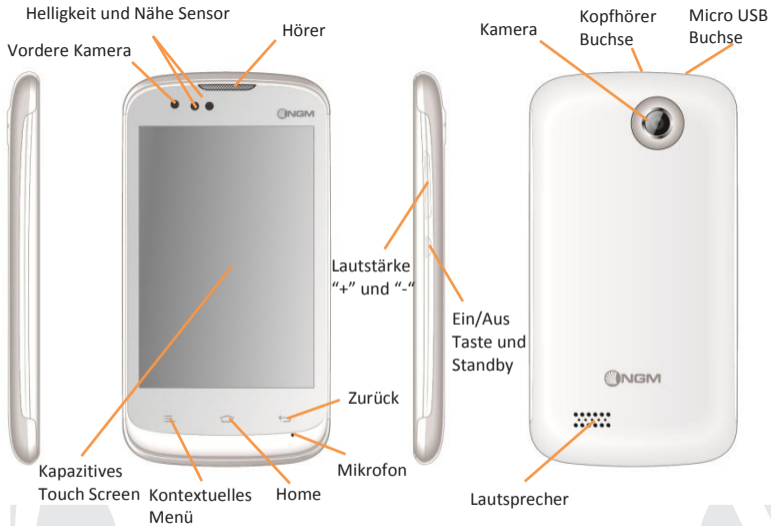 Helligkeit und Nähe Sensor
Vordere Kamera
Hörer
Kamera
Kopfhörer
Buchse
Micro USB
Buchse
NGM
Lautstärke
“+” und “-“
Ein/Aus
Taste und
Standby
NGM
Zurück
Mikrofon
Kapazitives
Touch Screen
Kontextuelles
Menü
Home
Lautsprecher